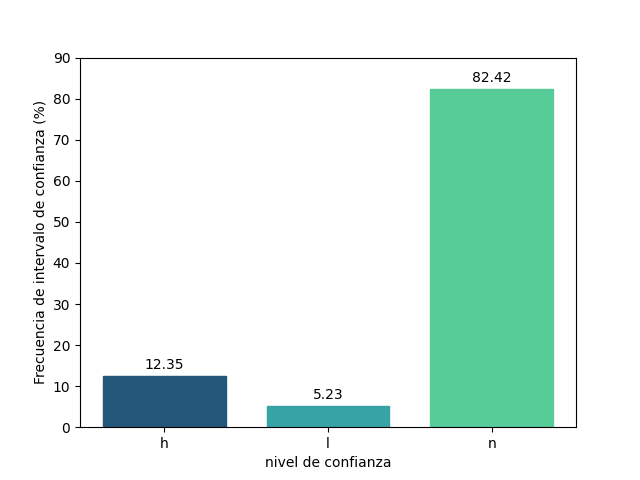 90
80
70
60
50
40
30
20
10
0
Frecuencia de intervalo de confianza (%)
12.35
5.23
82.42
h
l
n
nivel de confianza